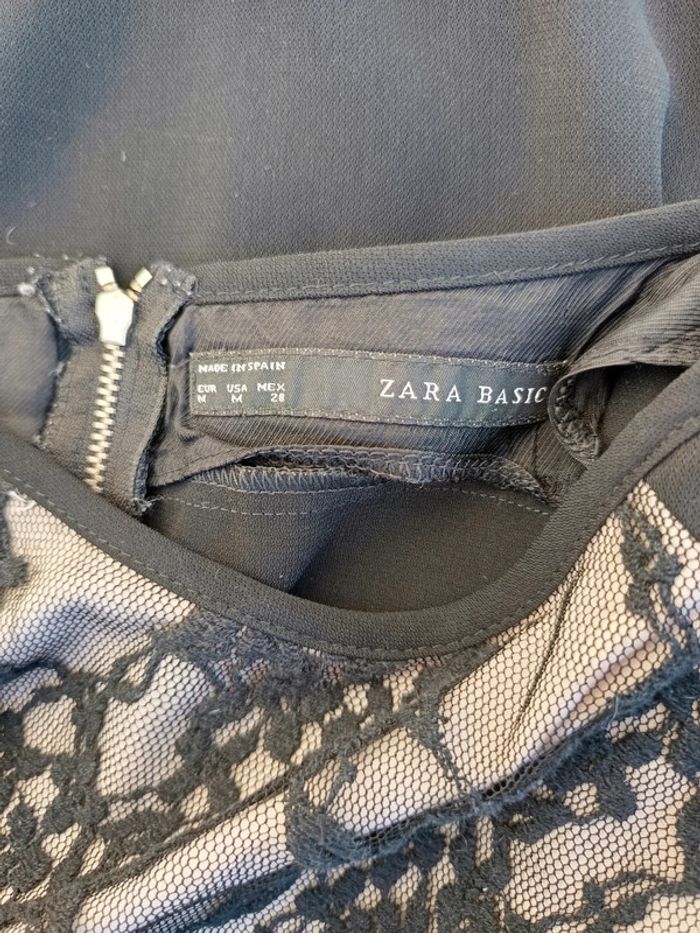 MADE IN SPAIN
EUR USA MEX
M M 28
ZARA BASIC